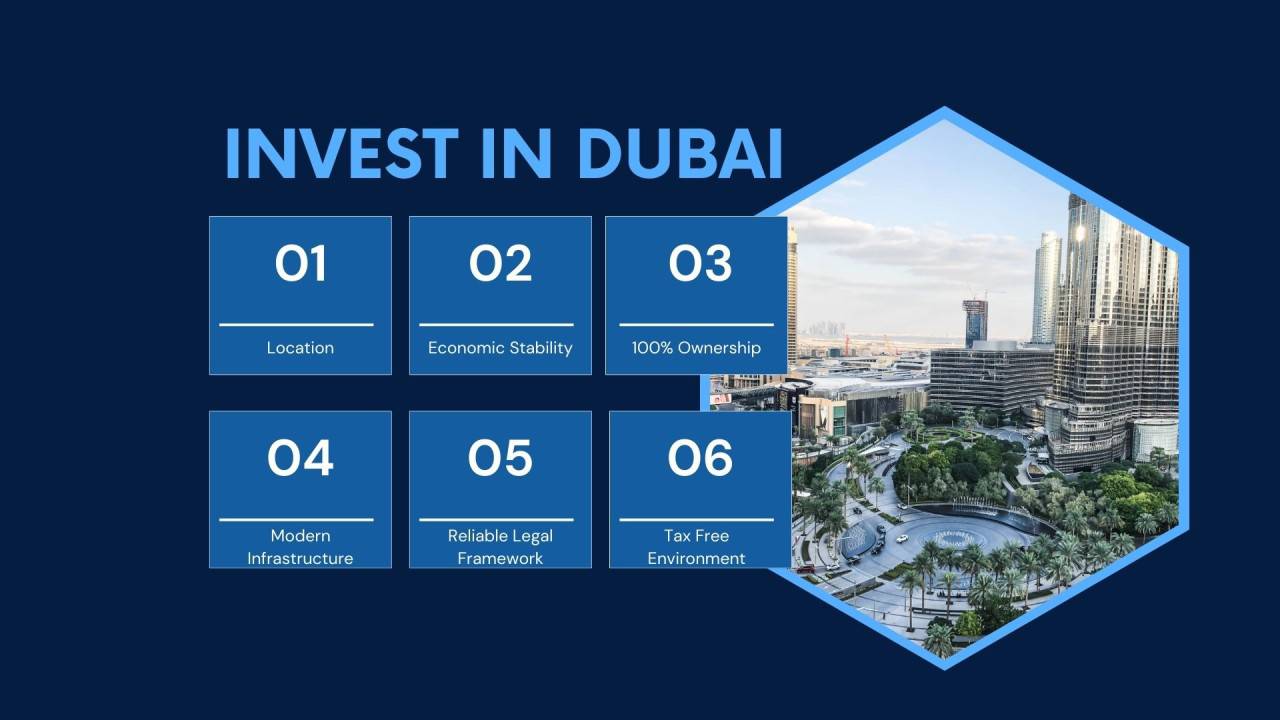 INVEST IN DUBAI
01
Location
02
Economic Stability
03
100% Ownership
04
Modern
Infrastructure
05
Reliable Legal
Framework
06
Tax Free
Environment